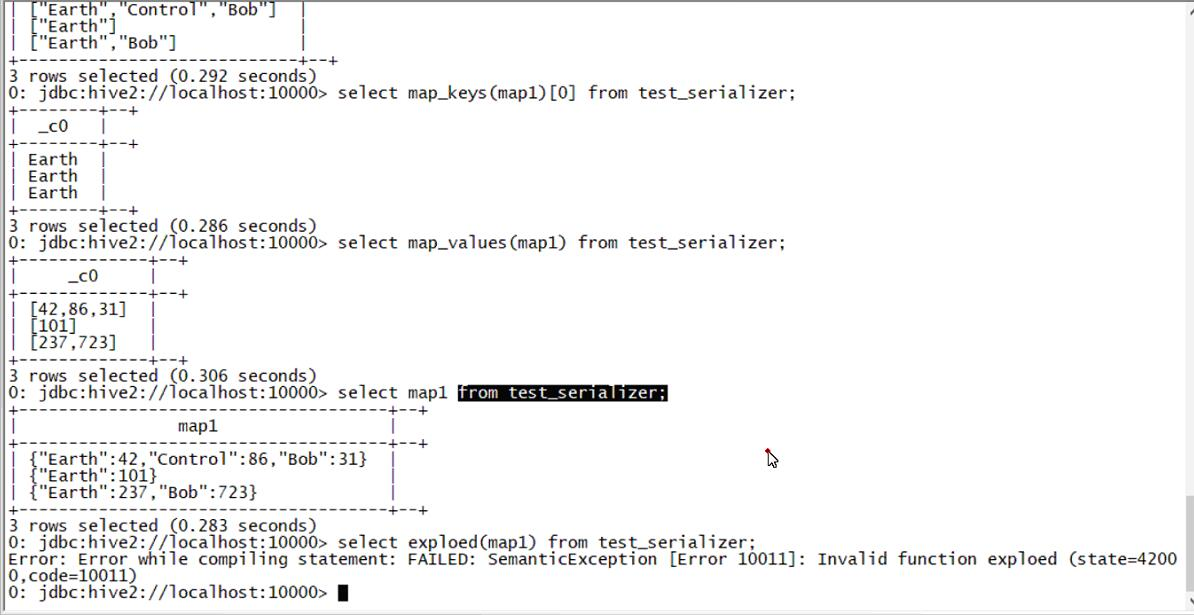 | ["Earth","Control","Bob"]  |
| ["Earth"]                  |
| ["Earth","Bob"]            |
+----------------------------+--+
3 rows selected (0.292 seconds)
0: jdbc:hive2://localhost:10000> select map_keys(map1)[0] from test_serializer;
+--------+--+
|  _c0   |
+--------+--+
| Earth  |
| Earth  |
| Earth  |
+--------+--+
3 rows selected (0.286 seconds)
0: jdbc:hive2://localhost:10000> select map_values(map1) from test_serializer;
+-------------+--+
|     _c0     |
+-------------+--+
| [42,86,31]  |
| [101]       |
| [237,723]   |
+-------------+--+
3 rows selected (0.306 seconds)
0: jdbc:hive2://localhost:10000> select map1 from test_serializer;
+-------------------------------------+--+
|                map1                 |
+-------------------------------------+--+
| {"Earth":42,"Control":86,"Bob":31}  |
| {"Earth":101}                       |
| {"Earth":237,"Bob":723}             |
+-------------------------------------+--+
3 rows selected (0.283 seconds)
0: jdbc:hive2://localhost:10000> select exploed(map1) from test_serializer;
Error: Error while compiling statement: FAILED: SemanticException [Error 10011]: Invalid function exploed (state=4200
0,code=10011)
0: jdbc:hive2://localhost:10000>